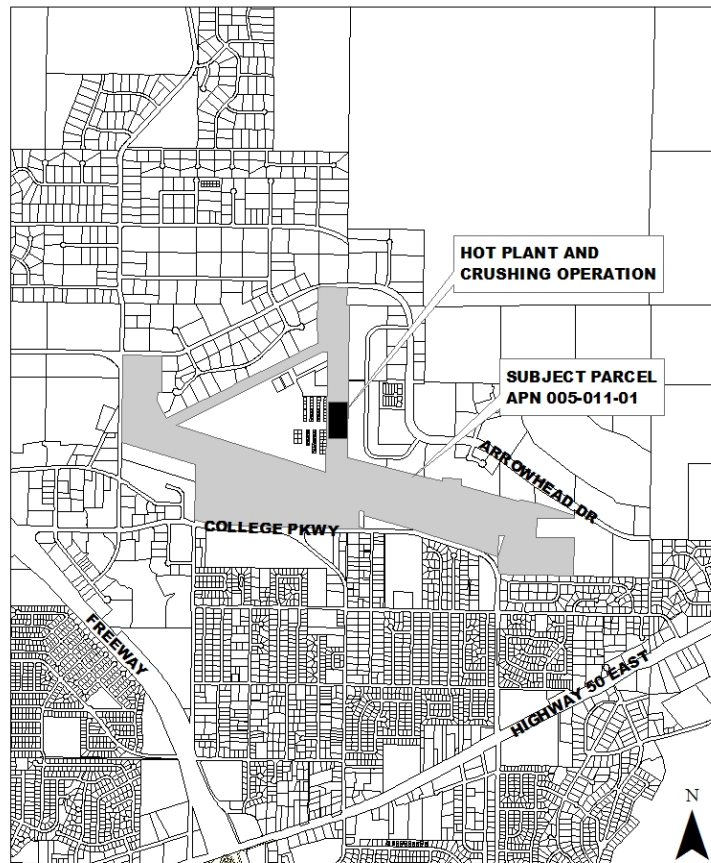 HOT PLANT AND
CRUSHING OPERATION
SUBJECT PARCEL
APN 005-011-01
ARROWHEAD DR
COLLEGE PKWY
FREEWAY
HIGHWAY 50 EAST
N